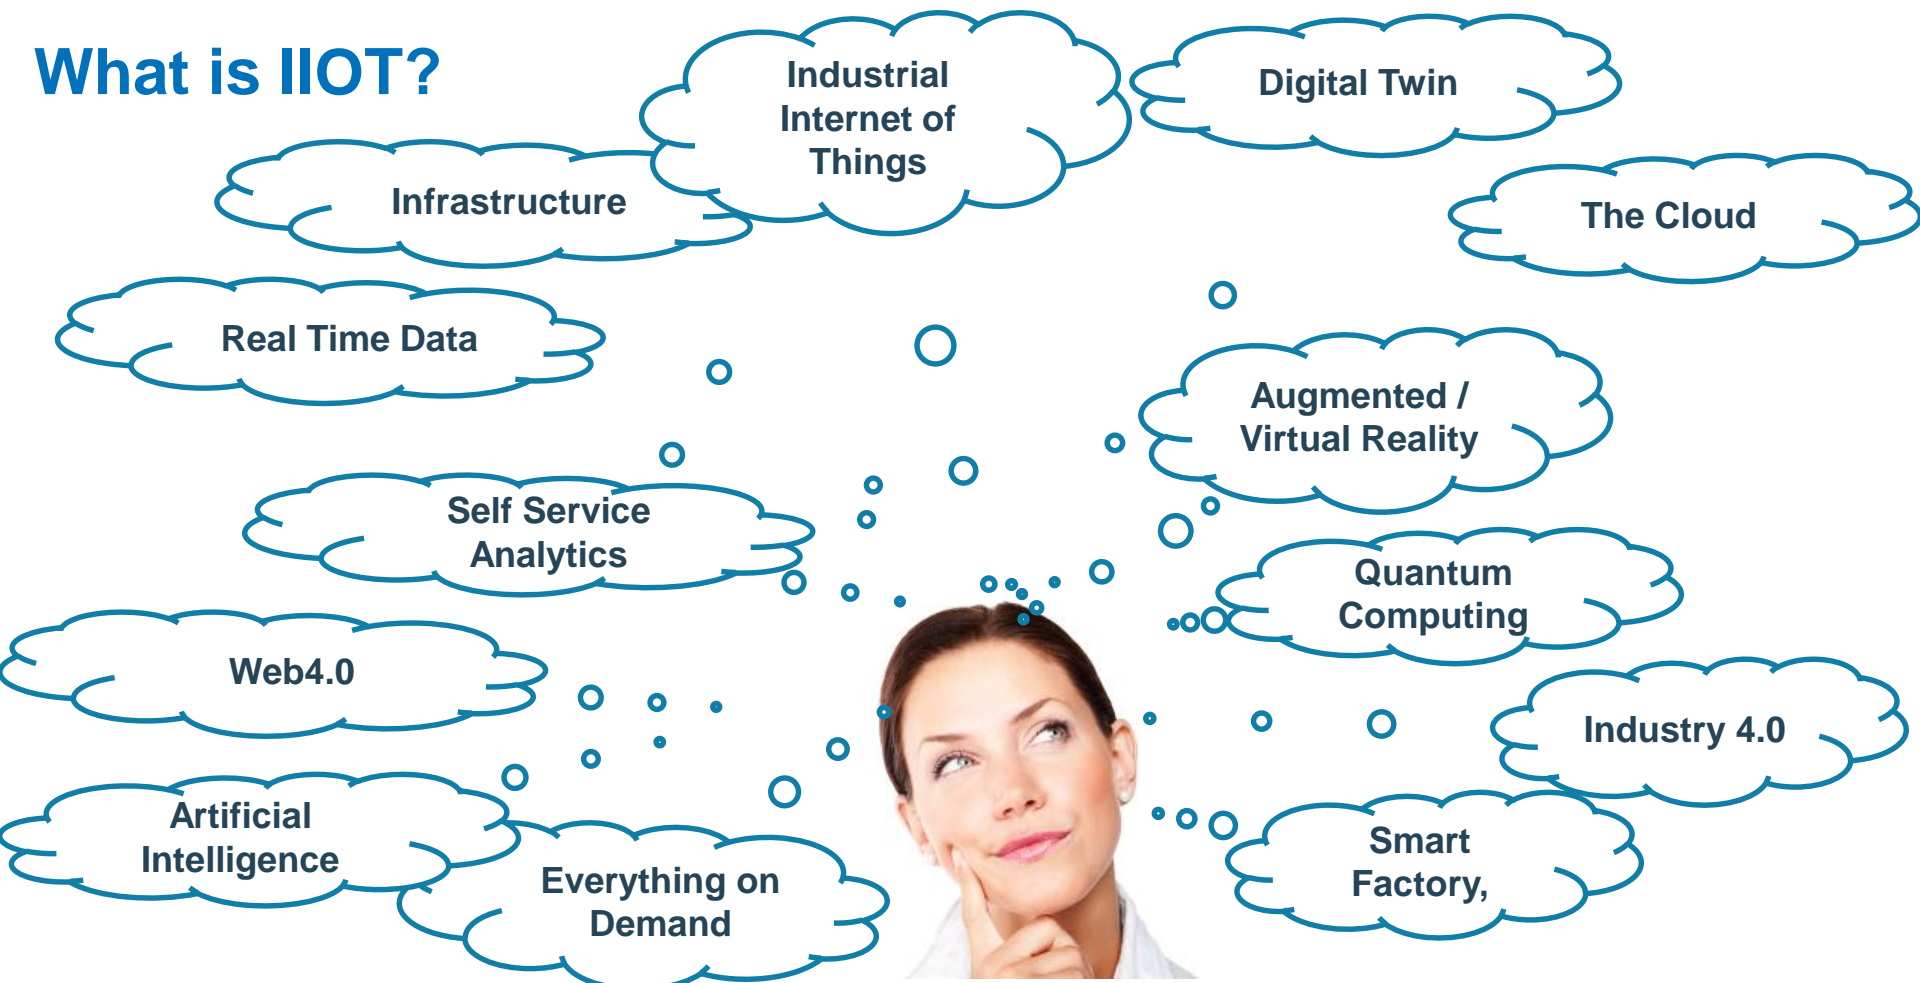 What is IIOT?
Industrial
Internet of
Things
Digital Twin
Infrastructure
The Cloud
Real Time Data
Augmented /
Virtual Reality
Self Service
Analytics
Quantum
Computing
Web4.0
Industry 4.0
Artificial
Intelligence
Smart
Factory,
Everything on
Demand